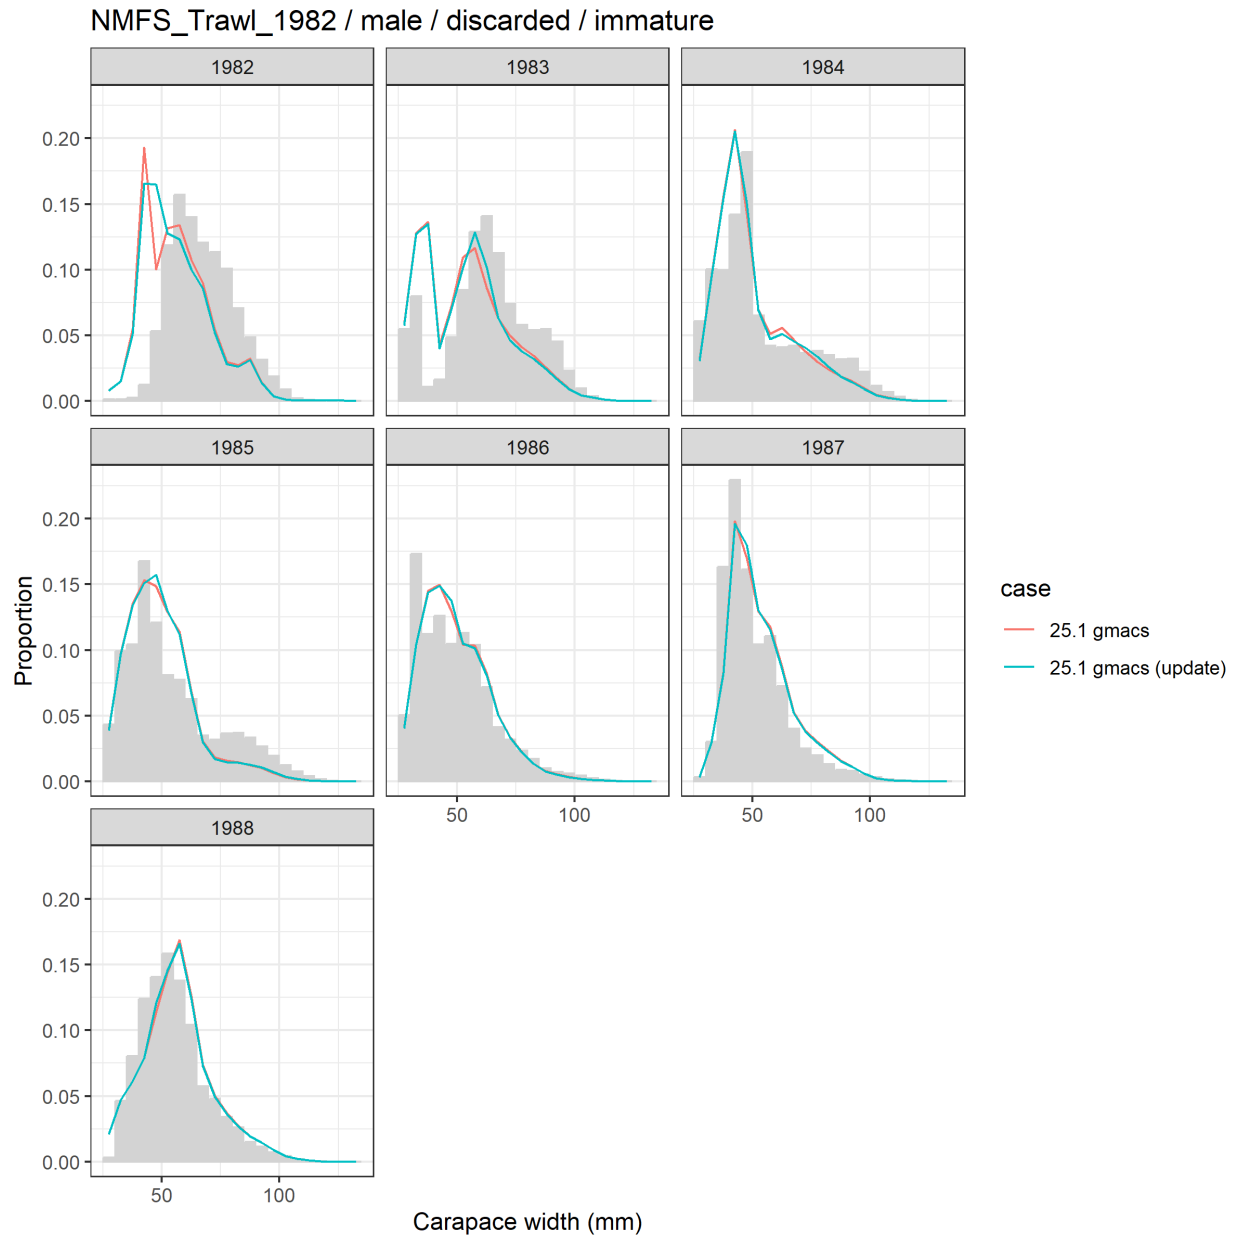 NMFS_Trawl_1982 / male / discarded / immature
1982 1983 1984
0.20
0.15
0.10
0.05
0.00
1985 1986 1987
0.20
0.15
0.10
0.05
0.00
50 100 50 100
1988
0.20
0.15
0.10
0.05
0.00
50 100
Proportion
Carapace width (mm)
case
25.1 gmacs
25.1 gmacs (update)